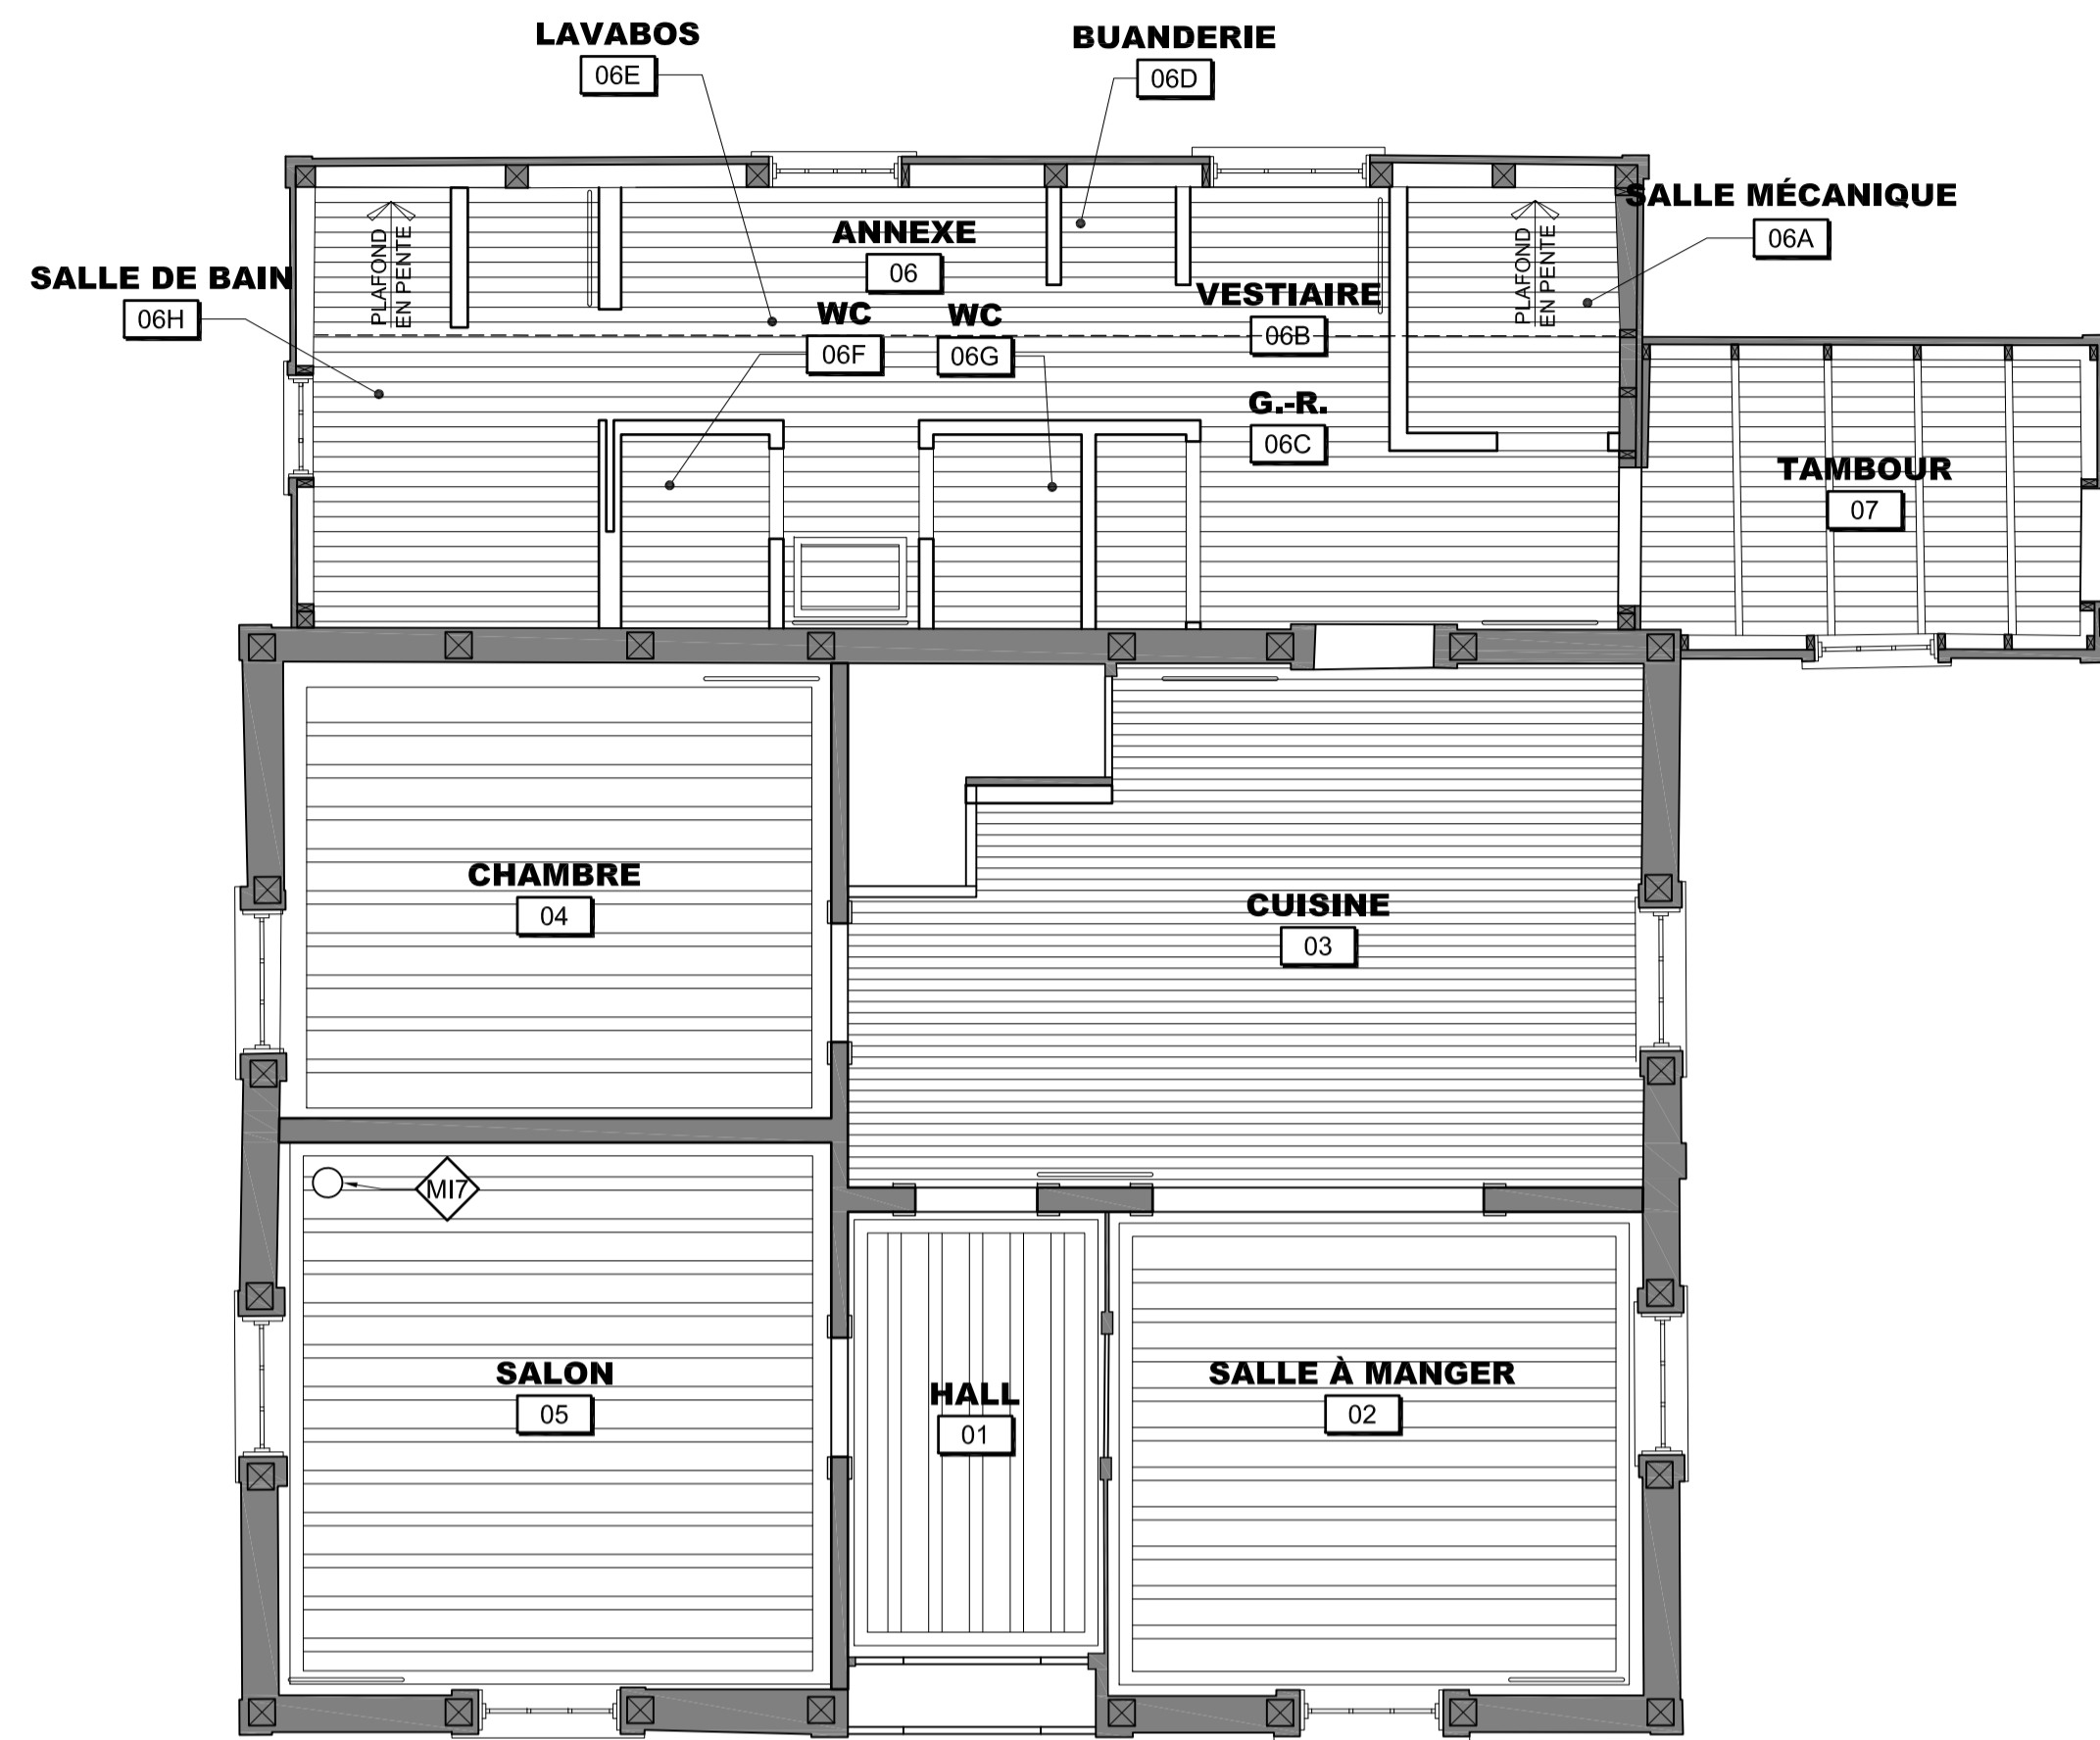 LAVABOS
06E
BUANDERIE
06D
SALLE MÉCANIQUE
06A
ANNEXE
06
PLAFOND
EN PENTE
PLAFOND
EN PENTE
SALLE DE BAIN
06H
VESTIAIRE
06B
WC
06F
WC
06G
G.-R.
06C
TAMBOUR
07
CHAMBRE
04
CUISINE
03
MI7
SALON
05
HALL
01
SALLE À MANGER
02